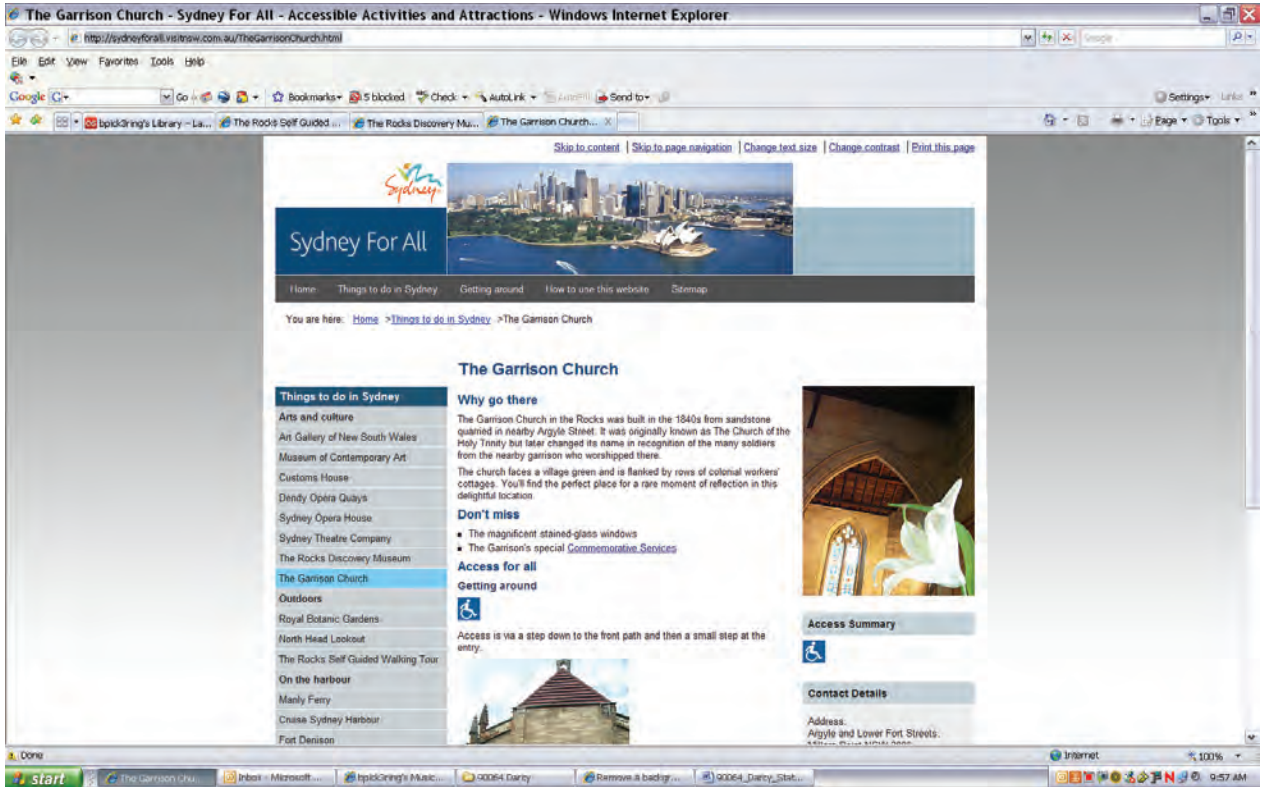 The Garrison Church - Sydney For All - Accessible Activities and Attractions - Windows Internet Explorer
http://sydneyforall.visitnsw.com.au/TheGarrisonChurch.html
Google
File Edit View Favorites Tools Help
Google G Go Bookmarks 5 blocked Check AutoLink AutoFill Send to Settings Links
bpick3ring's Library - La... The Rocks Self Guided ... The Rocks Discovery Mu... The Garrison Church... X Page Tools
Skip to content | Skip to page navigation | Change text size | Change contrast | Print this page
Sydney
Sydney For All
Home Things to do in Sydney Getting around How to use this website Sitemap
You are here: Home >Things to do in Sydney >The Garrison Church
The Garrison Church
Things to do in Sydney
Arts and culture
Art Gallery of New South Wales
Museum of Contemporary Art
Customs House
Dendy Opera Quays
Sydney Opera House
Sydney Theatre Company
The Rocks Discovery Museum
The Garrison Church
Outdoors
Royal Botanic Gardens
North Head Lookout
The Rocks Self Guided Walking Tour
On the harbour
Manly Ferry
Cruise Sydney Harbour
Fort Denison
Why go there
The Garrison Church in the Rocks was built in the 1840s from sandstone
quarried in nearby Argyle Street. It was originally known as The Church of the
Holy Trinity but later changed its name in recognition of the many soldiers
from the nearby garrison who worshipped there.
The church faces a village green and is flanked by rows of colonial workers'
cottages. You'll find the perfect place for a rare moment of reflection in this
delightful location
Don't miss
The magnificent stained-glass windows
The Garrison's special Commemorative Services
Access for all
Getting around
Access is via a step down to the front path and then a small step at the
entry.
Access Summary
Contact Details
Address:
Argyle and Lower Fort Streets,
Done Internet 100%
start The Garrison Chu... Inbox - Microsoft ... bpick3ring's Music... 90064 Darcy Remove a backgr... 90064_Darcy_Stat... 9:57 AM